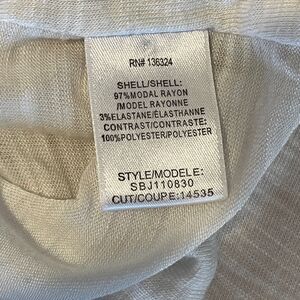 RN# 136324
SHELL/SHELL:
97%MODAL RAYON
/MODEL RAYONNE
3%ELASTANE/ÉLASTHANNE
CONTRAST/CONTRASTE:
100%POLYESTER/POLYESTER
STYLE/MODELE:
SBJ110830
CUT/COUPE:14535